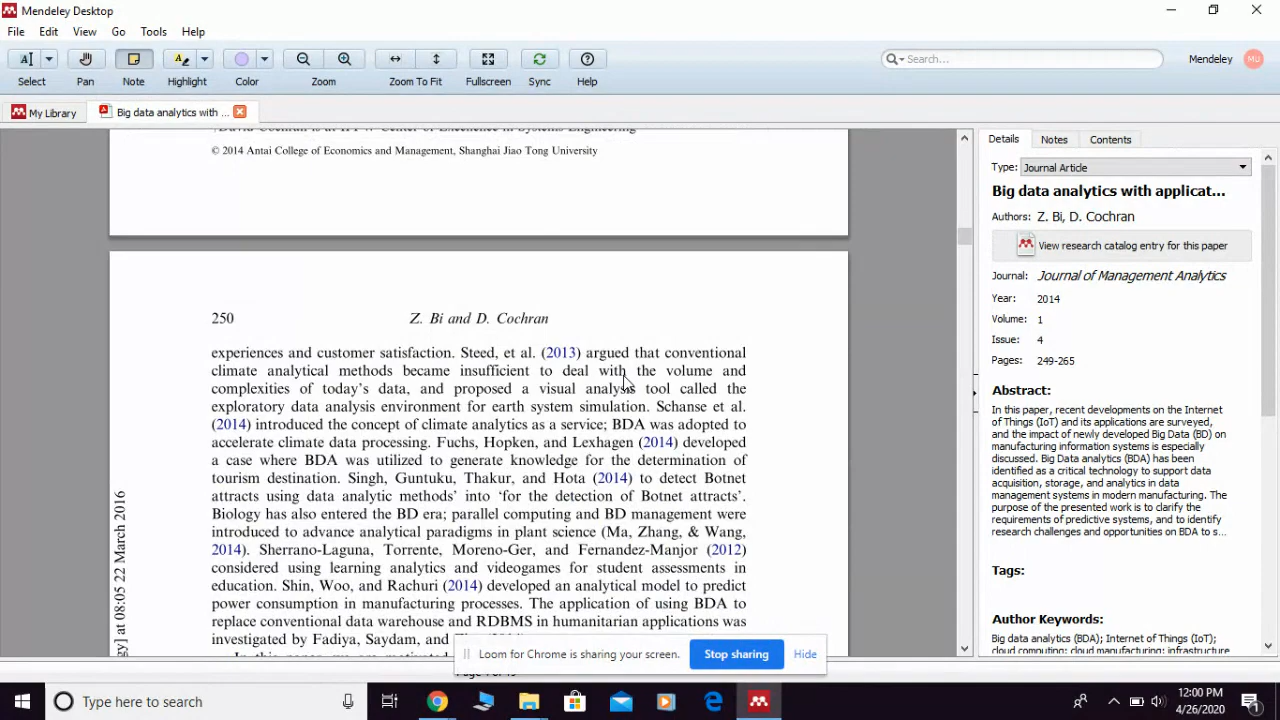 Mendeley Desktop
File Edit View Go Tools Help
Select Pan Note Highlight Color Zoom Zoom To Fit Fullscreen Sync Help
Search...
Mendeley MU
My Library
Big data analytics with ...
© 2014 Antai College of Economics and Management, Shanghai Jiao Tong University
250 Z. Bi and D. Cochran
experiences and customer satisfaction. Steed, et al. (2013) argued that conventional
climate analytical methods became insufficient to deal with the volume and
complexities of today's data, and proposed a visual analysis tool called the
exploratory data analysis environment for earth system simulation. Schanse et al.
(2014) introduced the concept of climate analytics as a service; BDA was adopted to
accelerate climate data processing. Fuchs, Hopken, and Lexhagen (2014) developed
a case where BDA was utilized to generate knowledge for the determination of
tourism destination. Singh, Guntuku, Thakur, and Hota (2014) to detect Botnet
attracts using data analytic methods' into 'for the detection of Botnet attracts'.
Biology has also entered the BD era; parallel computing and BD management were
introduced to advance analytical paradigms in plant science (Ma, Zhang, & Wang,
2014). Sherrano-Laguna, Torrente, Moreno-Ger, and Fernandez-Manjor (2012)
considered using learning analytics and videogames for student assessments in
education. Shin, Woo, and Rachuri (2014) developed an analytical model to predict
power consumption in manufacturing processes. The application of using BDA to
replace conventional data warehouse and RDBMS in humanitarian applications was
investigated by Fadiya, Saydam, and
ey] at 08:05 22 March 2016
Details Notes Contents
Type: Journal Article
Big data analytics with applicat...
Authors: Z. Bi, D. Cochran
View research catalog entry for this paper
Journal: Journal of Management Analytics
Year: 2014
Volume: 1
Issue: 4
Pages: 249-265
Abstract:
In this paper, recent developments on the Internet
of Things (IoT) and its applications are surveyed,
and the impact of newly developed Big Data (BD) on
manufacturing information systems is especially
discussed. Big Data analytics (BDA) has been
identified as a critical technology to support data
acquisition, storage, and analytics in data
management systems in modern manufacturing. The
purpose of the presented work is to clarify the
requirements of predictive systems, and to identify
research challenges and opportunities on BDA to s...
Tags:
Author Keywords:
Big data analytics (BDA); Internet of Things (IoT);
cloud computing; cloud manufacturing; infrastructure
Loom for Chrome is sharing your screen. Stop sharing Hide
Type here to search
12:00 PM
4/26/2020
1